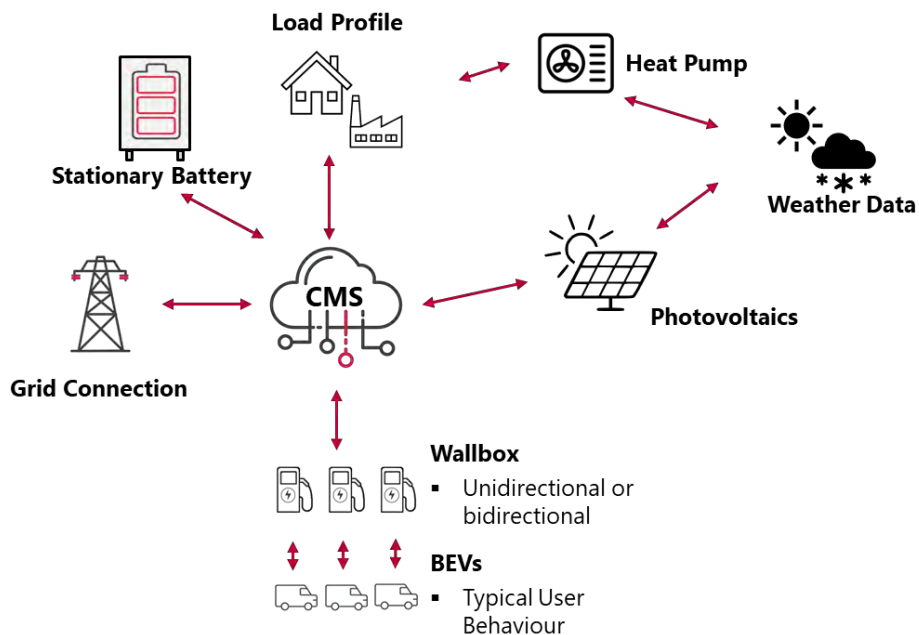 Load Profile
Heat Pump
Stationary Battery
Weather Data
CMS
Photovoltaics
Grid Connection
Wallbox
▪ Unidirectional or
bidirectional
BEVs
▪ Typical User
Behaviour